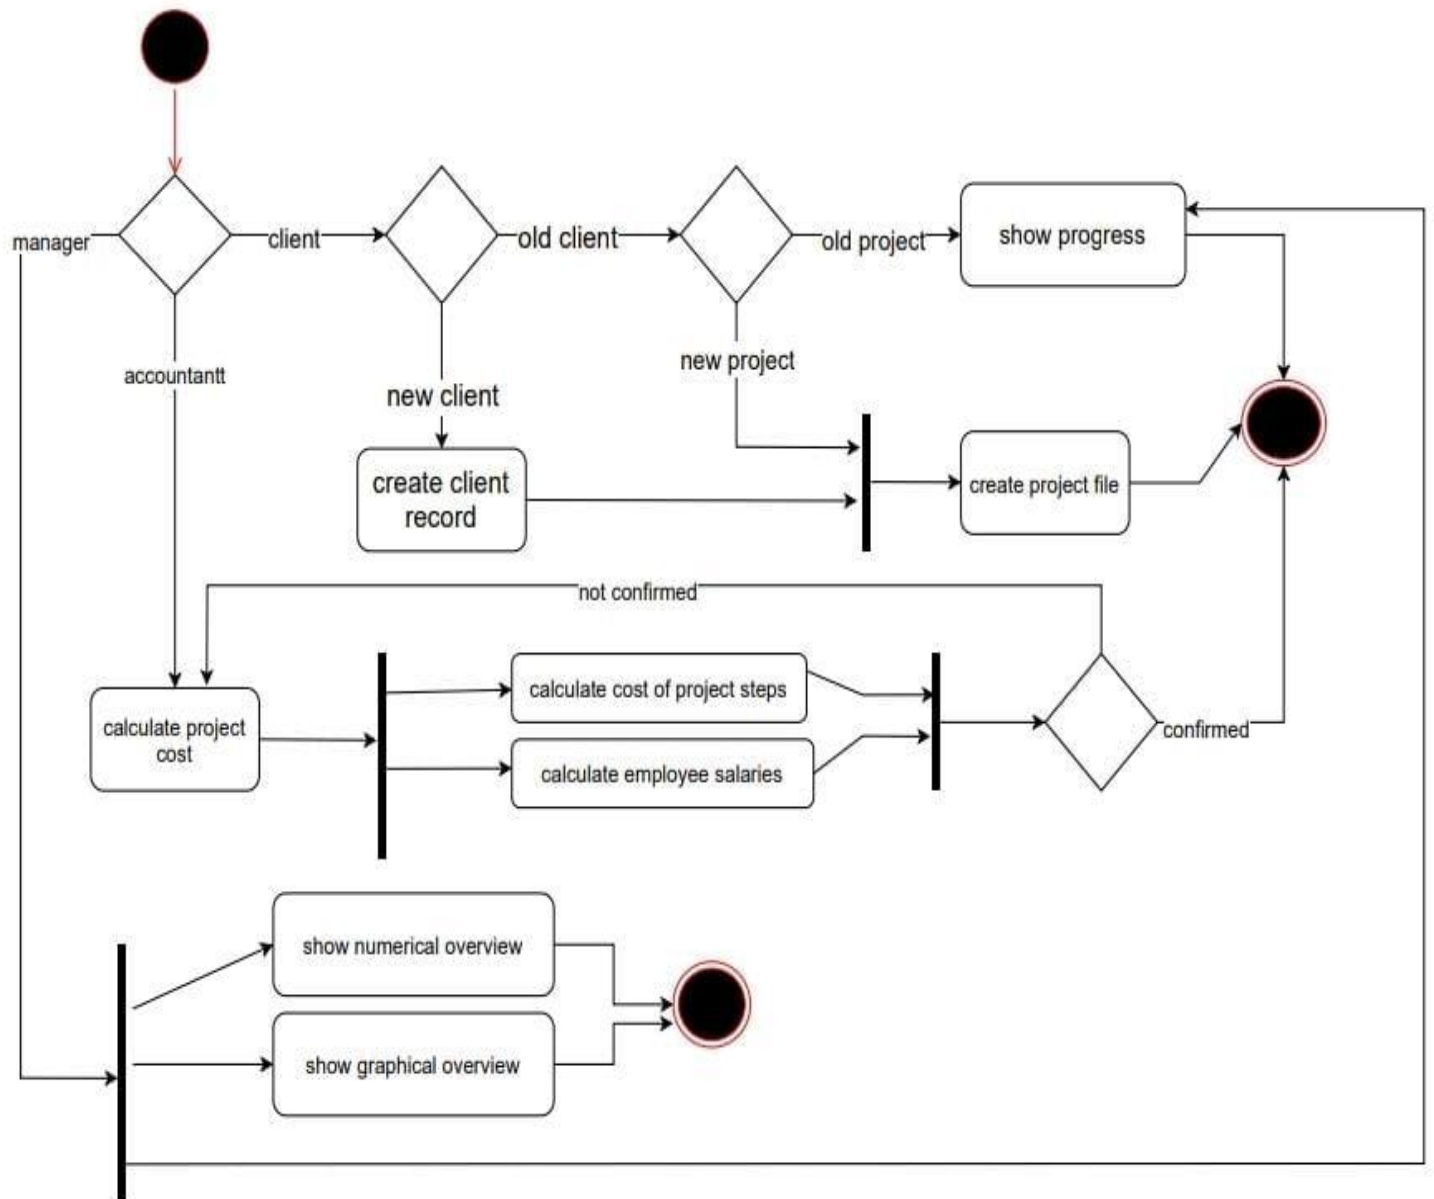 manager
client
old client
old project
show progress
accountantt
new project
new client
create client
record
create project file
not confirmed
calculate project
cost
calculate cost of project steps
calculate employee salaries
confirmed
show numerical overview
show graphical overview